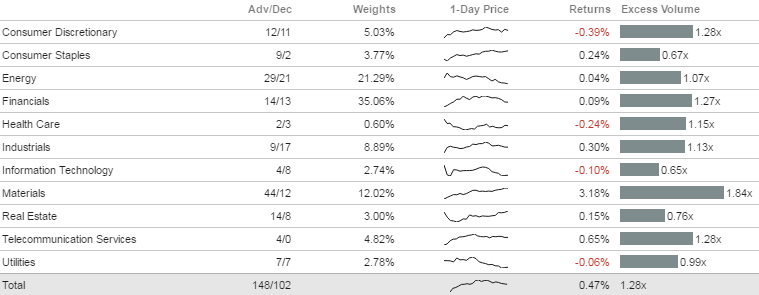 Adv/Dec Weights 1-Day Price Returns Excess Volume
Consumer Discretionary 12/11 5.03% -0.39% 1.28x
Consumer Staples 9/2 3.77% 0.24% 0.67x
Energy 29/21 21.29% 0.04% 1.07x
Financials 14/13 35.06% 0.09% 1.27x
Health Care 2/3 0.60% -0.24% 1.15x
Industrials 9/17 8.89% 0.30% 1.13x
Information Technology 4/8 2.74% -0.10% 0.65x
Materials 44/12 12.02% 3.18% 1.84x
Real Estate 14/8 3.00% 0.15% 0.76x
Telecommunication Services 4/0 4.82% 0.65% 1.28x
Utilities 7/7 2.78% -0.06% 0.99x
Total 148/102 0.47% 1.28x